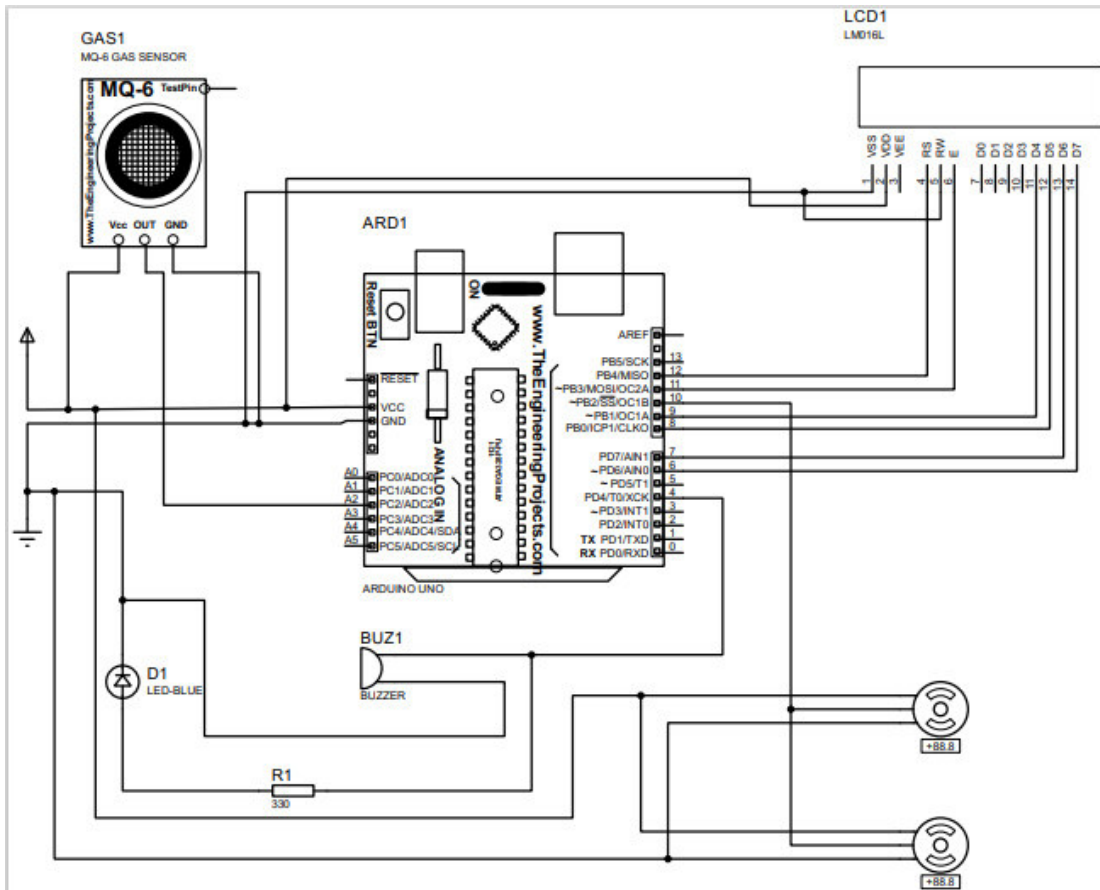 GAS1
MQ-6 GAS SENSOR
MQ-6 TestPin
www.TheEngineeringProjects.com
Vcc OUT GND
LCD1
LM016L
VSS VDD VEE RS RW E D0 D1 D2 D3 D4 D5 D6 D7
1 2 3 4 5 6 7 8 9 10 11 12 13 14
ARD1
Reset BTN
ON
www.TheEngineeringProjects.com
RESET
VCC
GND
ANALOG IN
A0 PC0/ADC0
A1 PC1/ADC1
A2 PC2/ADC2
A3 PC3/ADC3
A4 PC4/ADC4/SDA
A5 PC5/ADC5/SCL
AREF
PB5/SCK 13
PB4/MISO 12
~PB3/MOSI/OC2A 11
~PB2/SS/OC1B 10
~PB1/OC1A 9
PB0/ICP1/CLKO 8
PD7/AIN1 7
~PD6/AIN0 6
~PD5/T1 5
PD4/T0/XCK 4
~PD3/INT1 3
PD2/INT0 2
TX PD1/TXD 1
RX PD0/RXD 0
ARDUINO UNO
BUZ1
BUZZER
D1
LED-BLUE
R1
330
+88.8
+88.8